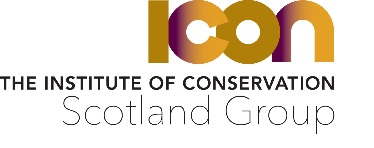 icon
THE INSTITUTE OF CONSERVATION
Scotland Group